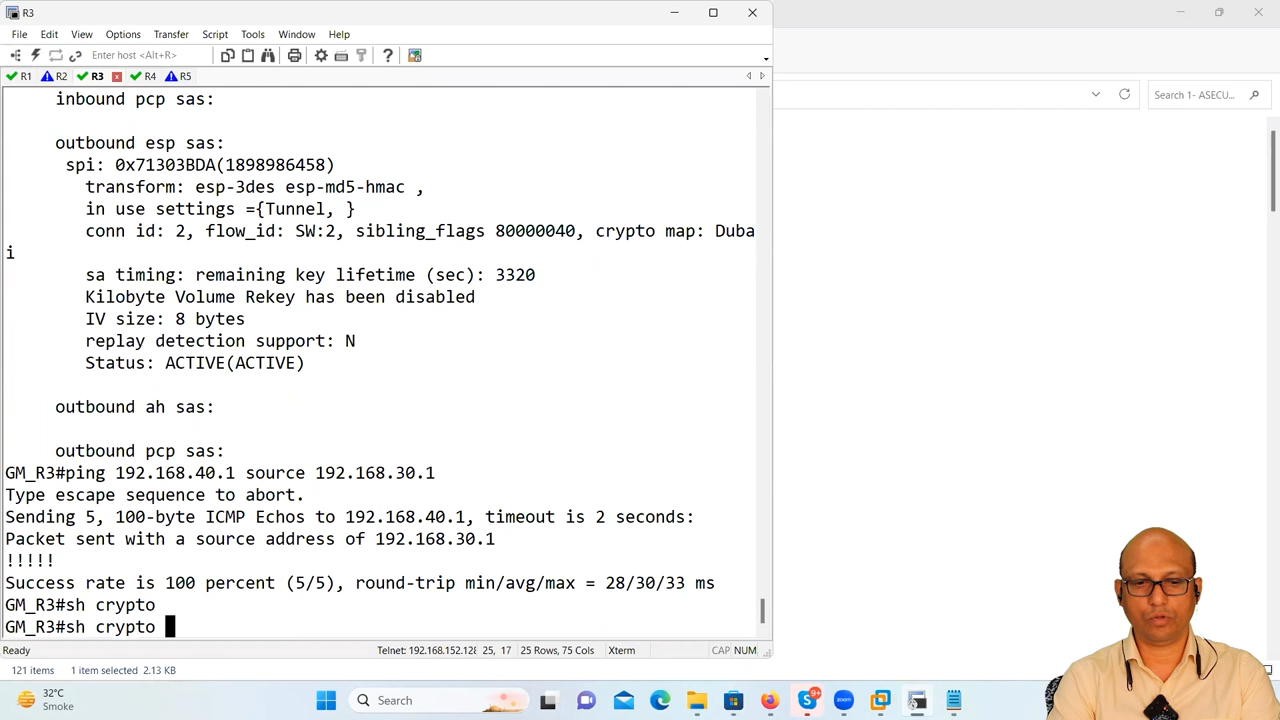 R3
File Edit View Options Transfer Script Tools Window Help
Enter host <Alt+R>
R1 R2 R3 x R4 R5
Search 1- ASECU...
inbound pcp sas:
outbound esp sas:
spi: 0x71303BDA(1898986458)
transform: esp-3des esp-md5-hmac ,
in use settings ={Tunnel, }
conn id: 2, flow_id: SW:2, sibling_flags 80000040, crypto map: Duba
i
sa timing: remaining key lifetime (sec): 3320
Kilobyte Volume Rekey has been disabled
IV size: 8 bytes
replay detection support: N
Status: ACTIVE(ACTIVE)
outbound ah sas:
outbound pcp sas:
GM_R3#ping 192.168.40.1 source 192.168.30.1
Type escape sequence to abort.
Sending 5, 100-byte ICMP Echos to 192.168.40.1, timeout is 2 seconds:
Packet sent with a source address of 192.168.30.1
!!!!!
Success rate is 100 percent (5/5), round-trip min/avg/max = 28/30/33 ms
GM_R3#sh crypto
GM_R3#sh crypto
Ready Telnet: 192.168.152.128 25, 17 25 Rows, 75 Cols Xterm CAP NUM
121 items 1 item selected 2.13 KB
32°C
Smoke
Search
9+
zoom